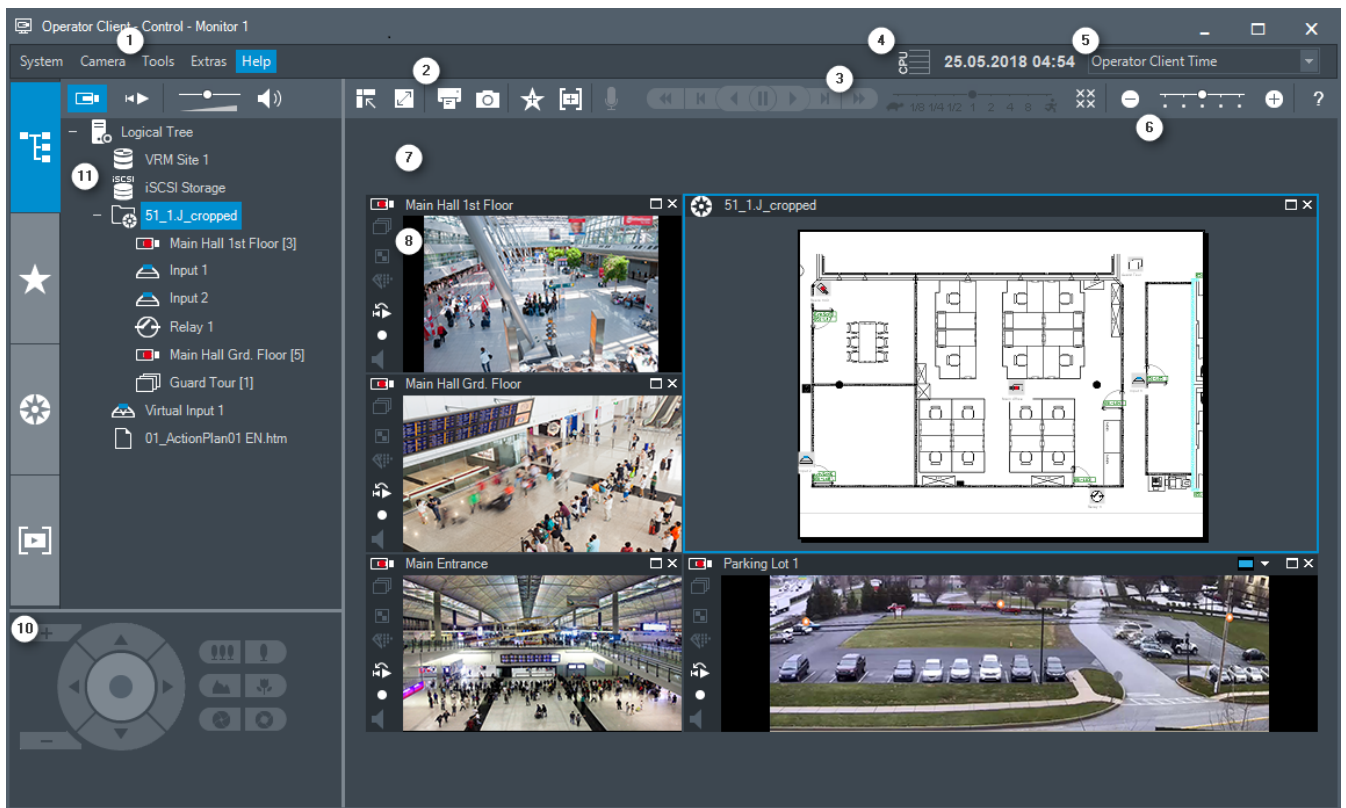 Operator Client - Control - Monitor 1
1
4
5
System Camera Tools Extras Help
CPU
25.05.2018 04:54
Operator Client Time
2
3
1/8 1/4 1/2 1 2 4 8
?
6
Logical Tree
VRM Site 1
11
iSCSI
iSCSI Storage
51_1.J_cropped
Main Hall 1st Floor [3]
Input 1
Input 2
Relay 1
Main Hall Grd. Floor [5]
Guard Tour [1]
Virtual Input 1
01_ActionPlan01 EN.htm
10
7
Main Hall 1st Floor
8
51_1.J_cropped
Main Hall Grd. Floor
Main Entrance
Parking Lot 1